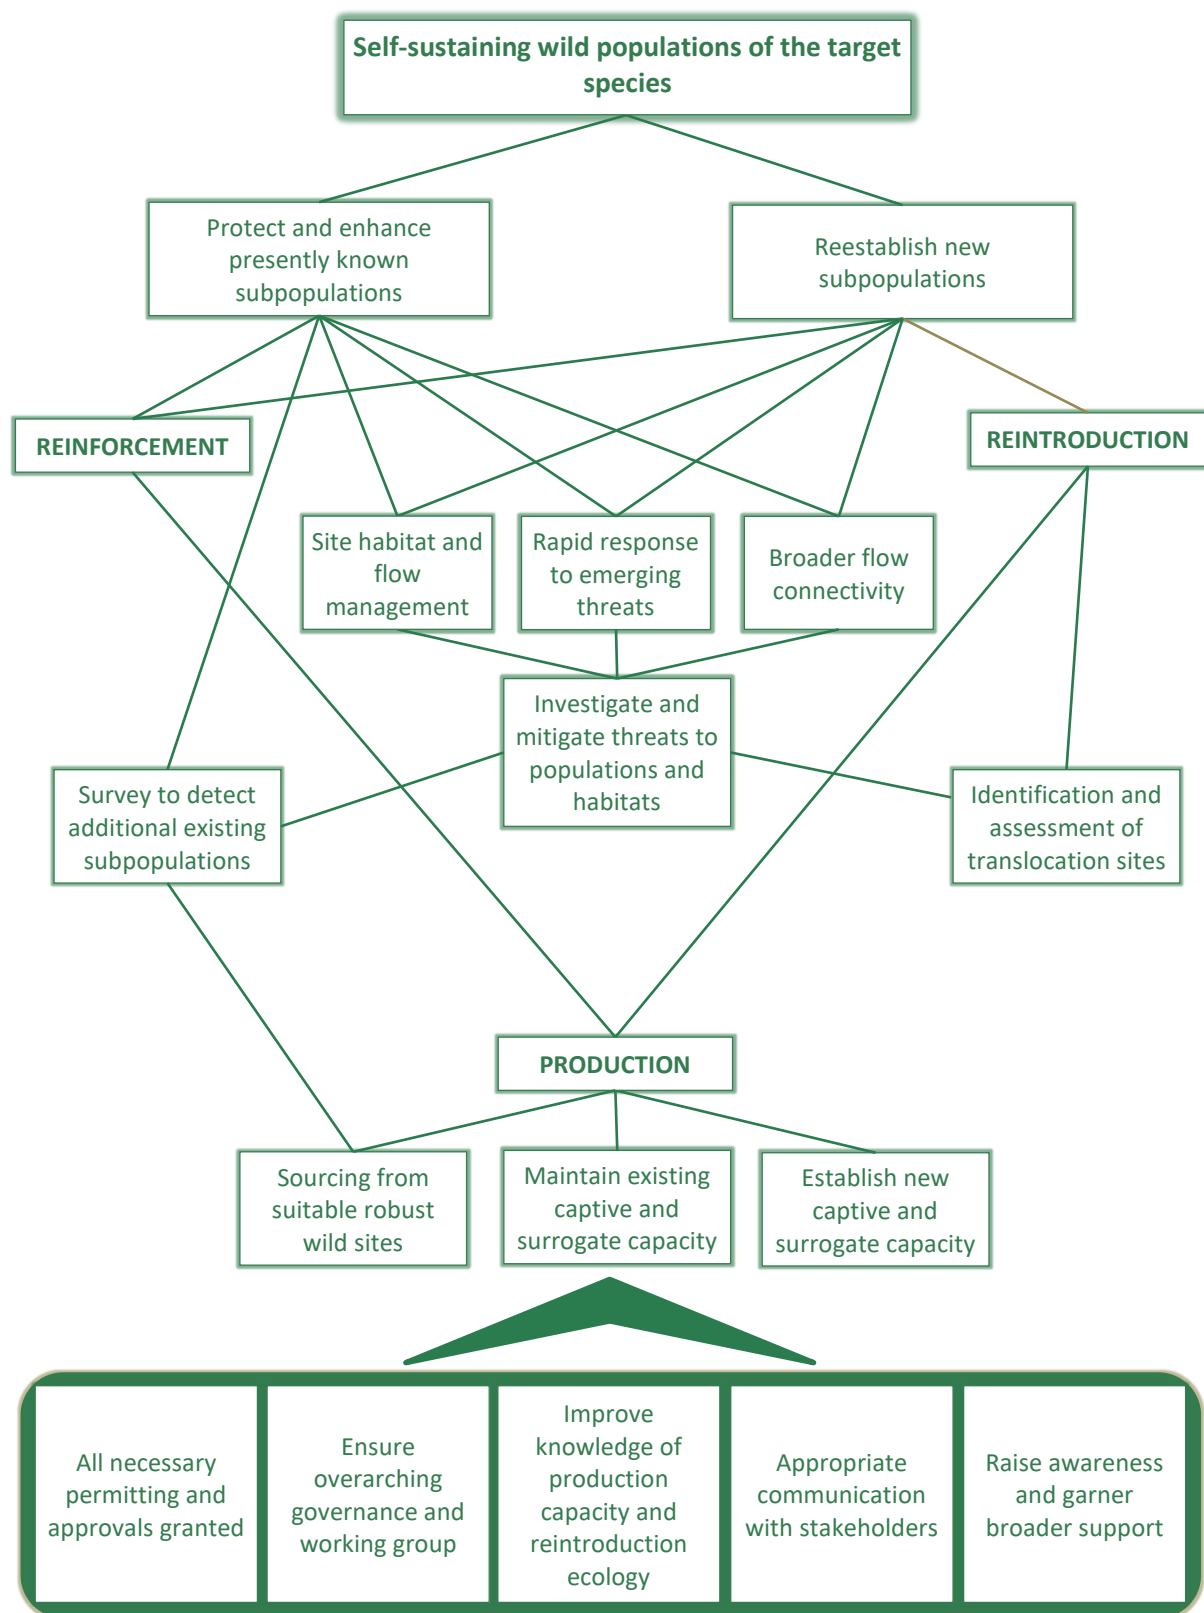 Self-sustaining wild populations of the target
species
Protect and enhance
presently known
subpopulations
Reestablish new
subpopulations
REINFORCEMENT
REINTRODUCTION
Site habitat and
flow
management
Rapid response
to emerging
threats
Broader flow
connectivity
Investigate and
mitigate threats to
populations and
habitats
Survey to detect
additional existing
subpopulations
Identification and
assessment of
translocation sites
PRODUCTION
Sourcing from
suitable robust
wild sites
Maintain existing
captive and
surrogate capacity
Establish new
captive and
surrogate capacity
All necessary
permitting and
approvals granted
Ensure
overarching
governance and
working group
Improve
knowledge of
production
capacity and
reintroduction
ecology
Appropriate
communication
with stakeholders
Raise awareness
and garner
broader support